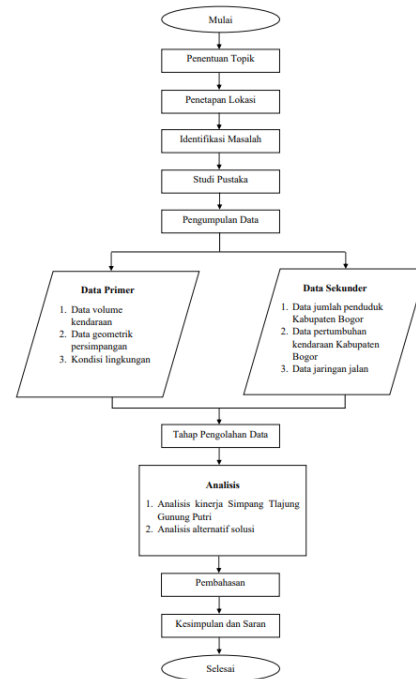 Mulai
Penentuan Topik
Penetapan Lokasi
Identifikasi Masalah
Studi Pustaka
Pengumpulan Data
Data Primer
1. Data volume
kendaraan
2. Data geometrik
persimpangan
3. Kondisi lingkungan
Data Sekunder
1. Data jumlah penduduk
Kabupaten Bogor
2. Data pertumbuhan
kendaraan Kabupaten
Bogor
3. Data jaringan jalan
Tahap Pengolahan Data
Analisis
1. Analisis kinerja Simpang Tlajung
Gunung Putri
2. Analisis alternatif solusi
Pembahasan
Kesimpulan dan Saran
Selesai